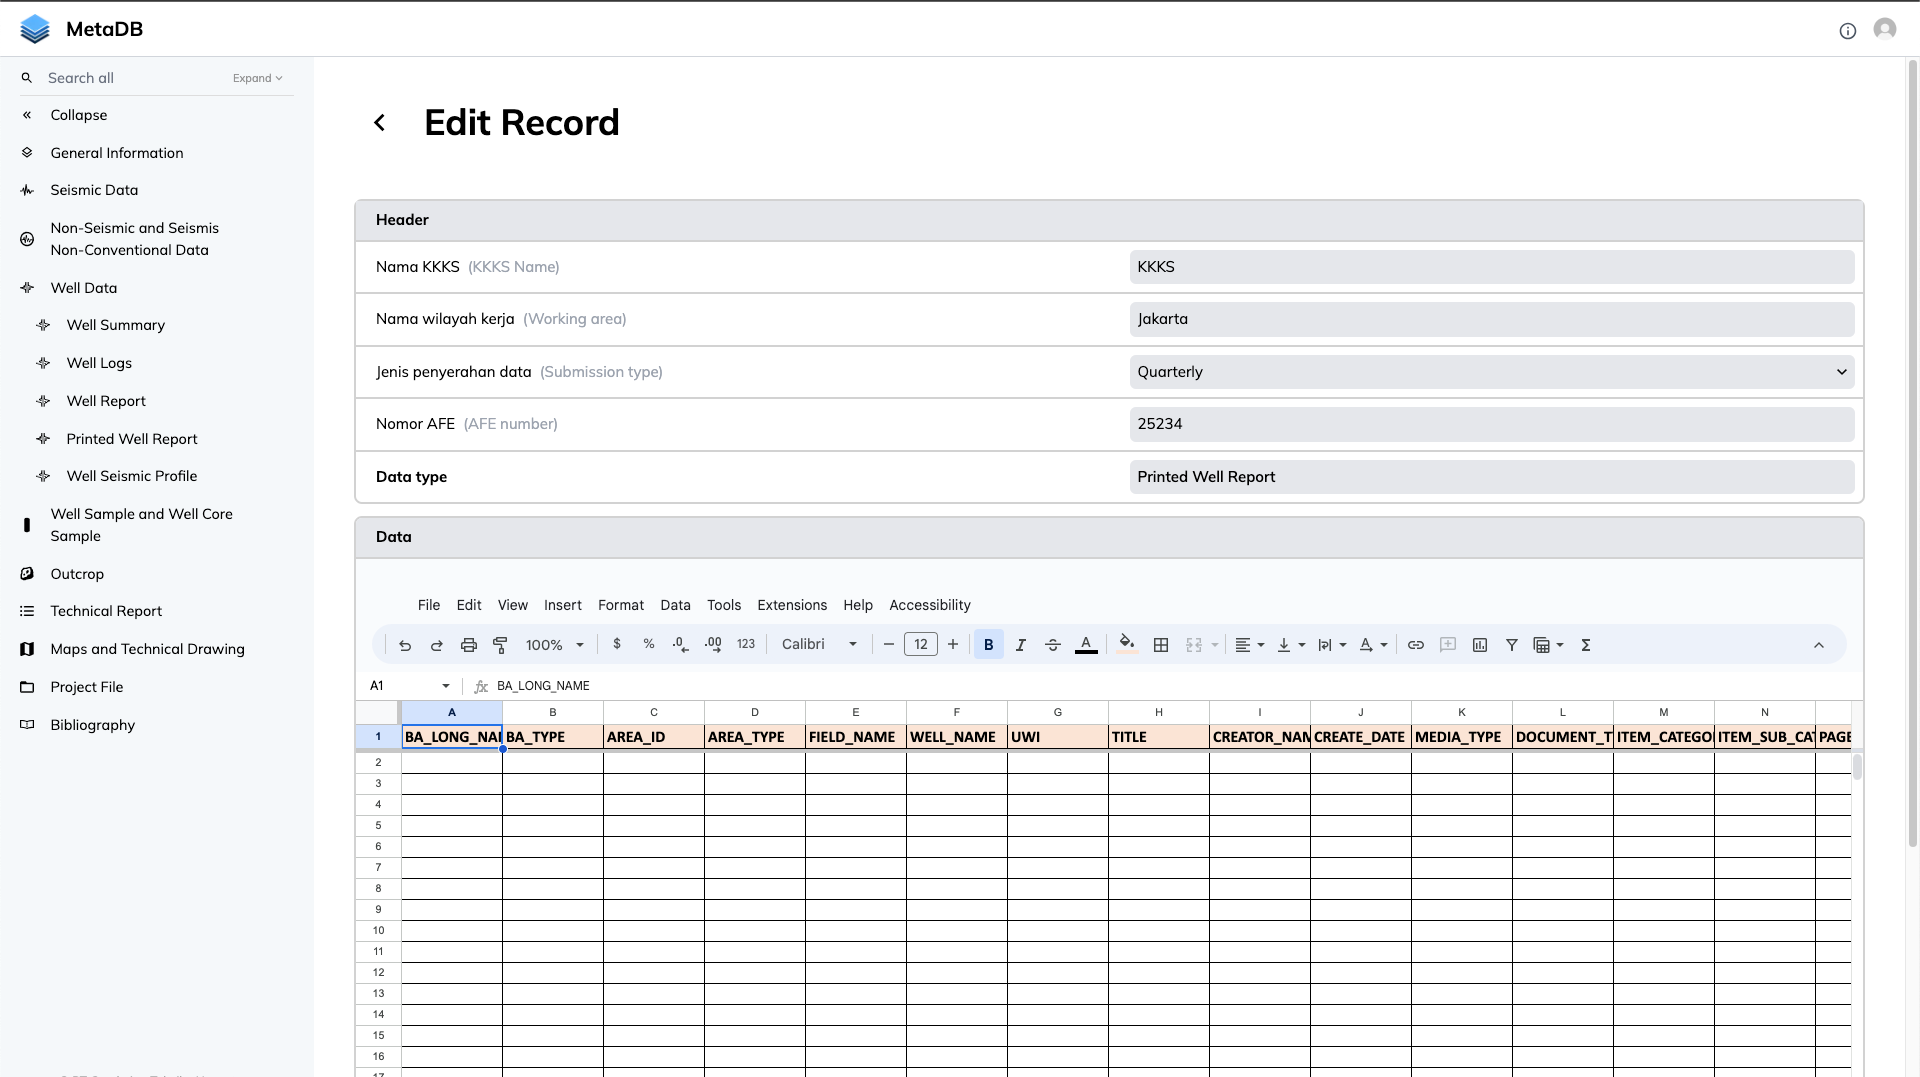 MetaDB
Search all
Expand
Collapse
General Information
Seismic Data
Non-Seismic and Seismis
Non-Conventional Data
Well Data
Well Summary
Well Logs
Well Report
Printed Well Report
Well Seismic Profile
Well Sample and Well Core
Sample
Outcrop
Technical Report
Maps and Technical Drawing
Project File
Bibliography
Edit Record
Header
Nama KKKS (KKKS Name) KKKS
Nama wilayah kerja (Working area) Jakarta
Jenis penyerahan data (Submission type) Quarterly
Nomor AFE (AFE number) 25234
Data type Printed Well Report
Data
File Edit View Insert Format Data Tools Extensions Help Accessibility
100% $ % .0 .00 123 Calibri 12 B I A Σ
A1 fx BA_LONG_NAME
A B C D E F G H I J K L M N
1 BA_LONG_NA BA_TYPE AREA_ID AREA_TYPE FIELD_NAME WELL_NAME UWI TITLE CREATOR_NAM CREATE_DATE MEDIA_TYPE DOCUMENT_T ITEM_CATEGO ITEM_SUB_CAT PAGE
2
3
4
5
6
7
8
9
10
11
12
13
14
15
16
17